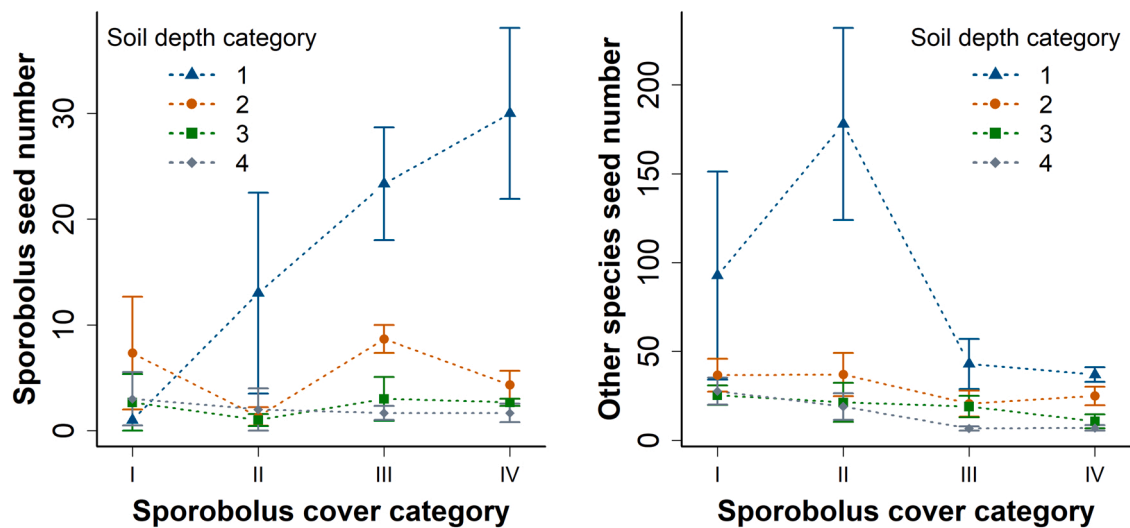 Sporobolus seed number
0
10
20
30
Soil depth category
1
2
3
4
I
II
III
IV
Sporobolus cover category
Other species seed number
0
50
100
150
200
Soil depth category
1
2
3
4
I
II
III
IV
Sporobolus cover category